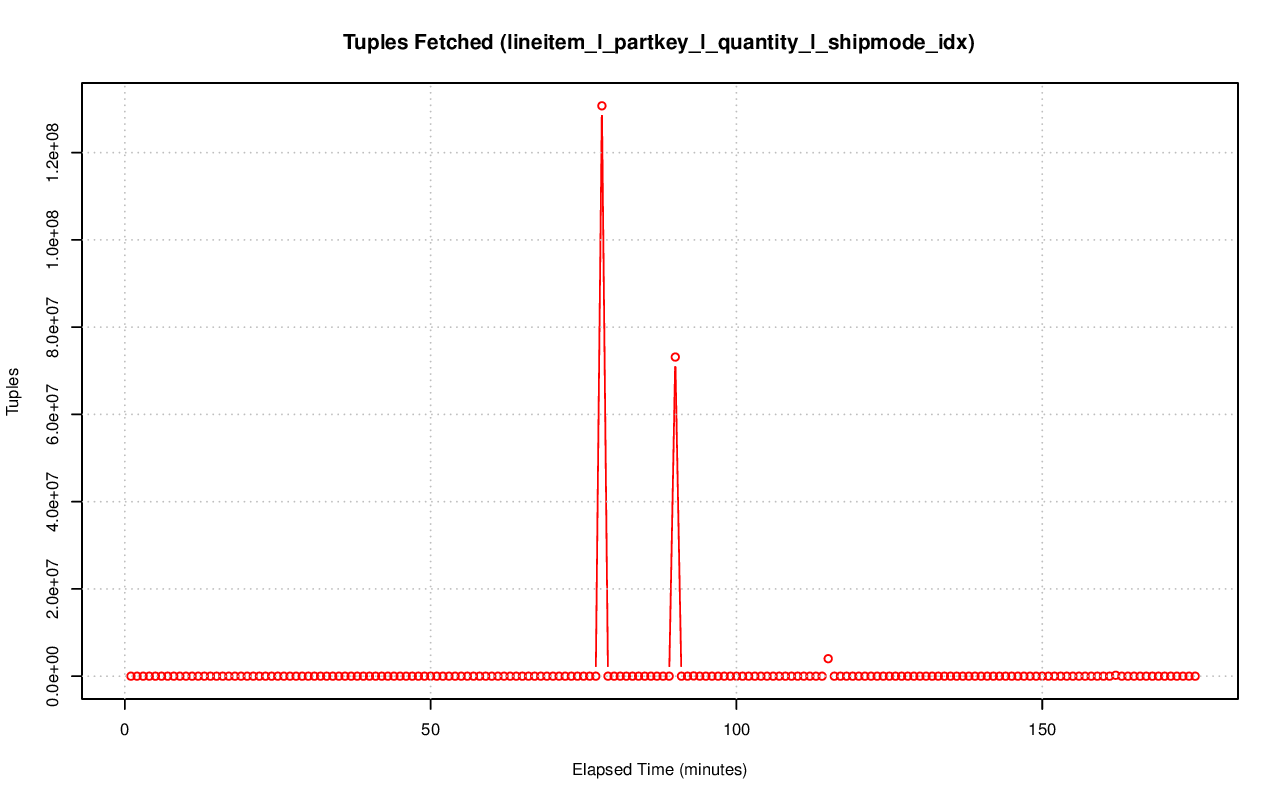 Tuples Fetched (lineitem_l_partkey_l_quantity_l_shipmode_idx)
1.2e+08
1.0e+08
8.0e+07
6.0e+07
4.0e+07
2.0e+07
0.0e+00
Tuples
0 50 100 150
Elapsed Time (minutes)